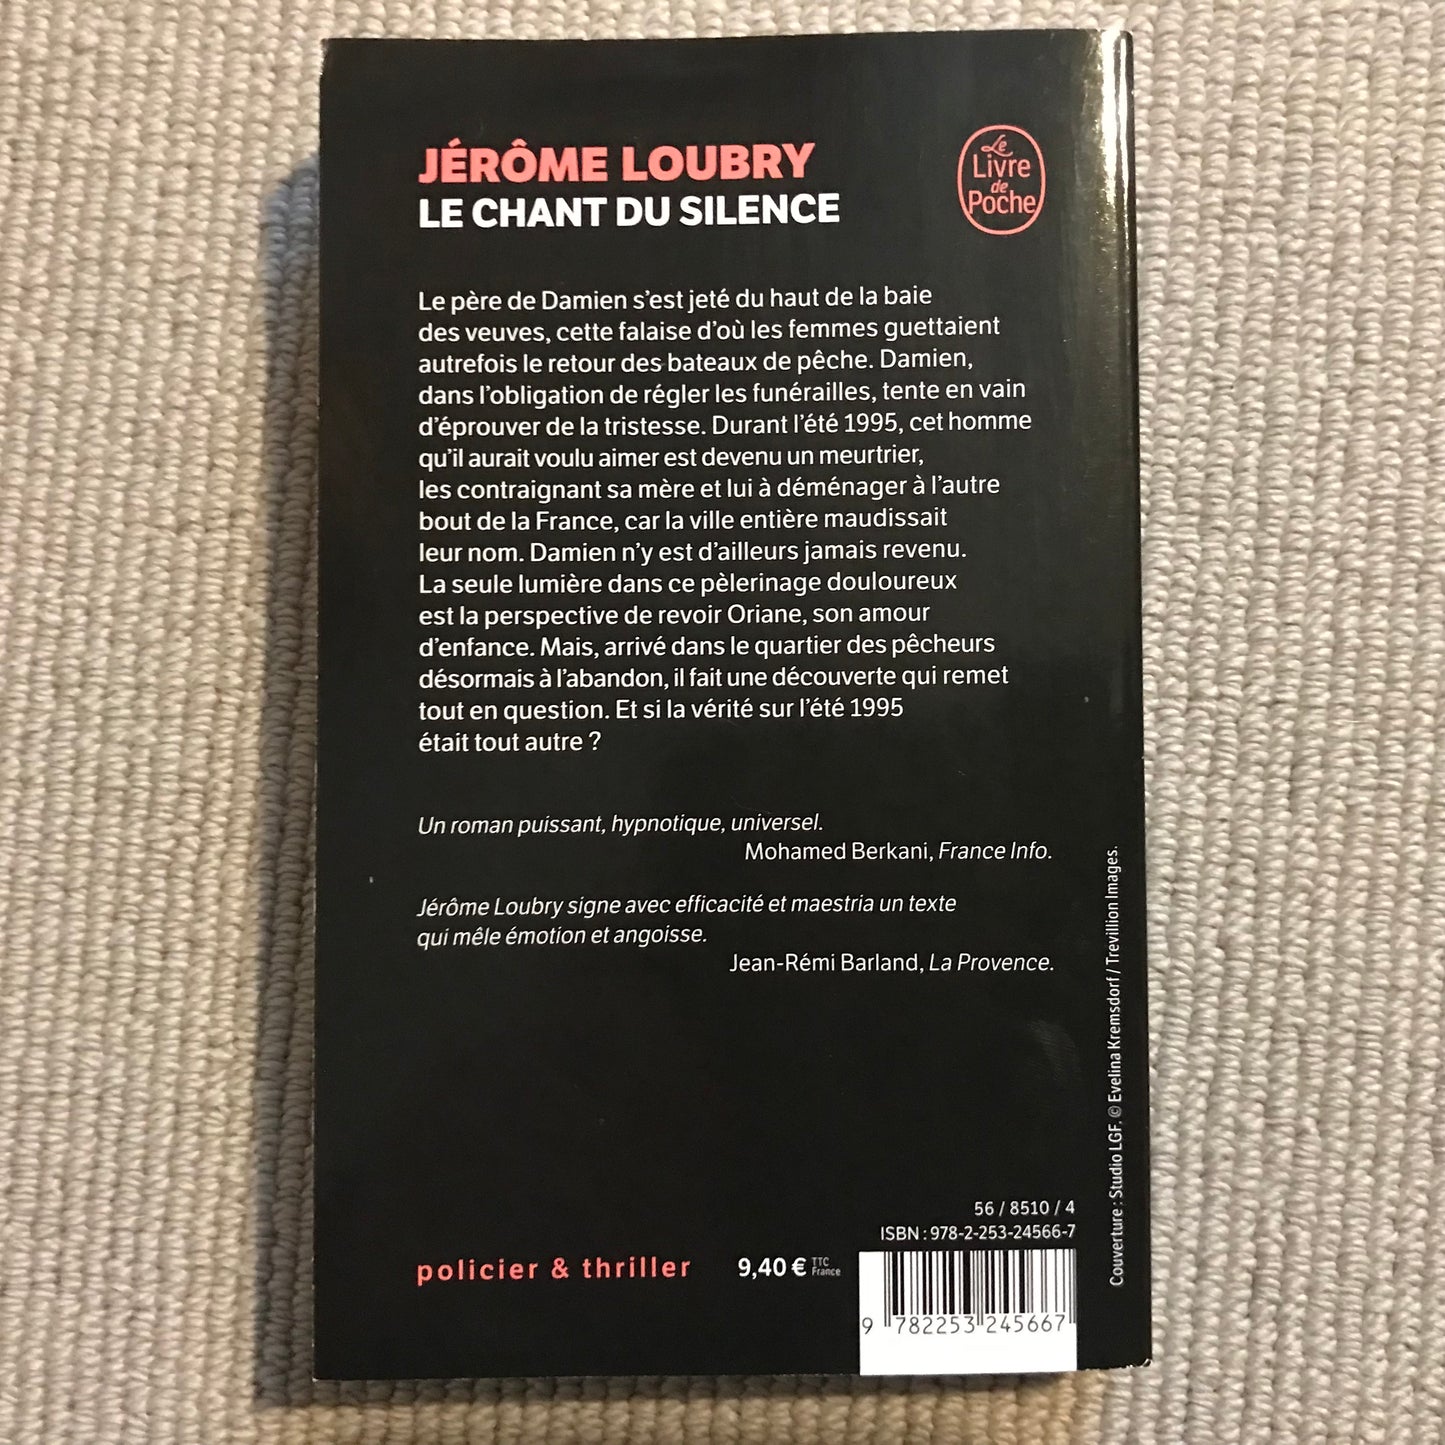 JÉRÔME LOUBRY
LE CHANT DU SILENCE
Le
Livre
de
Poche
Le père de Damien s'est jeté du haut de la baie
des veuves, cette falaise d'où les femmes guettaient
autrefois le retour des bateaux de pêche. Damien,
dans l'obligation de régler les funérailles, tente en vain
d'éprouver de la tristesse. Durant l'été 1995, cet homme
qu'il aurait voulu aimer est devenu un meurtrier,
les contraignant sa mère et lui à déménager à l'autre
bout de la France, car la ville entière maudissait
leur nom. Damien n'y est d'ailleurs jamais revenu.
La seule lumière dans ce pèlerinage douloureux
est la perspective de revoir Oriane, son amour
d'enfance. Mais, arrivé dans le quartier des pêcheurs
désormais à l'abandon, il fait une découverte qui remet
tout en question. Et si la vérité sur l'été 1995
était tout autre ?
Un roman puissant, hypnotique, universel.
Mohamed Berkani, France Info.
Jérôme Loubry signe avec efficacité et maestria un texte
qui mêle émotion et angoisse.
Jean-Rémi Barland, La Provence.
Couverture : Studio LGF. © Evelina Kremsdorf / Trevillion Images.
56 / 8510 / 4
ISBN : 978-2-253-24566-7
policier & thriller
9,40 € TTC
France
9 782253 245667